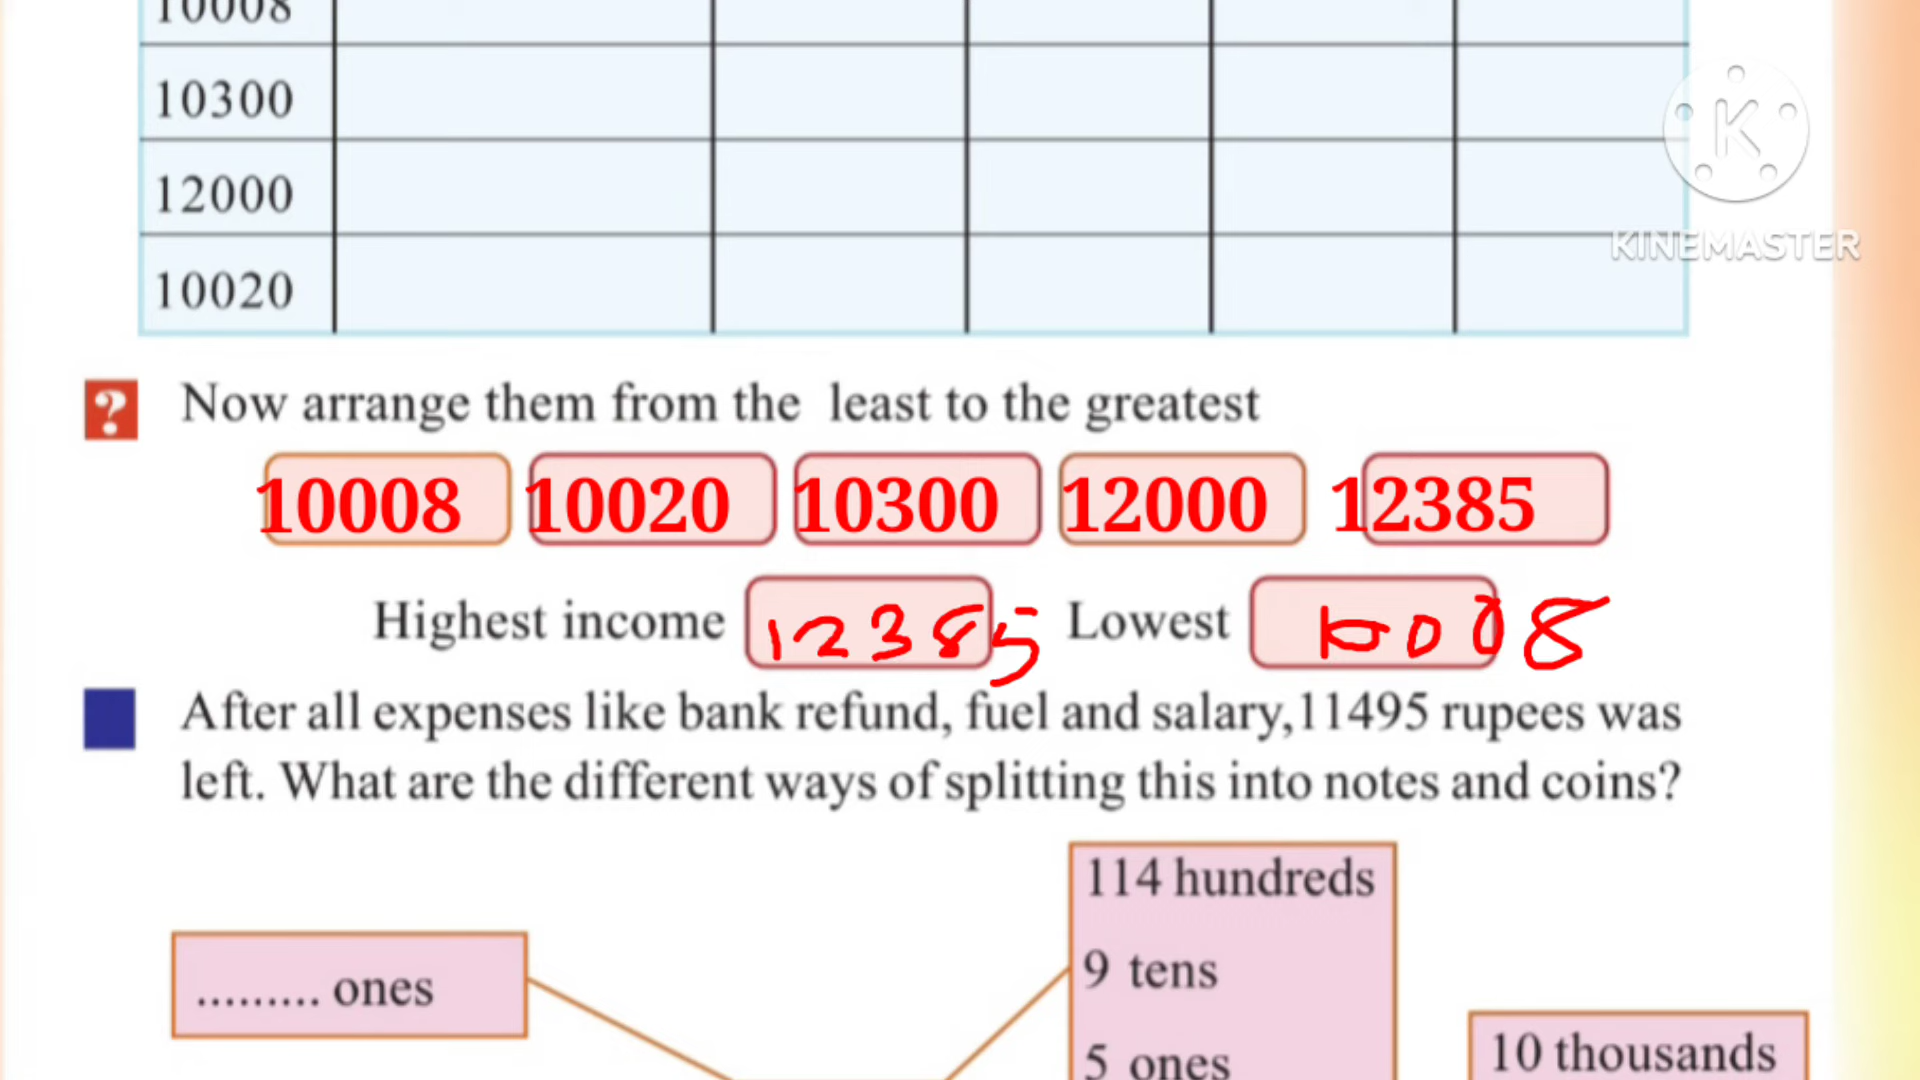 10008
10300
12000
10020
K
KINEMASTER
? Now arrange them from the least to the greatest
10008 10020 10300 12000 12385
Highest income 12385 Lowest 10008
After all expenses like bank refund, fuel and salary,11495 rupees was
left. What are the different ways of splitting this into notes and coins?
114 hundreds
......... ones
9 tens
5 ones
10 thousands